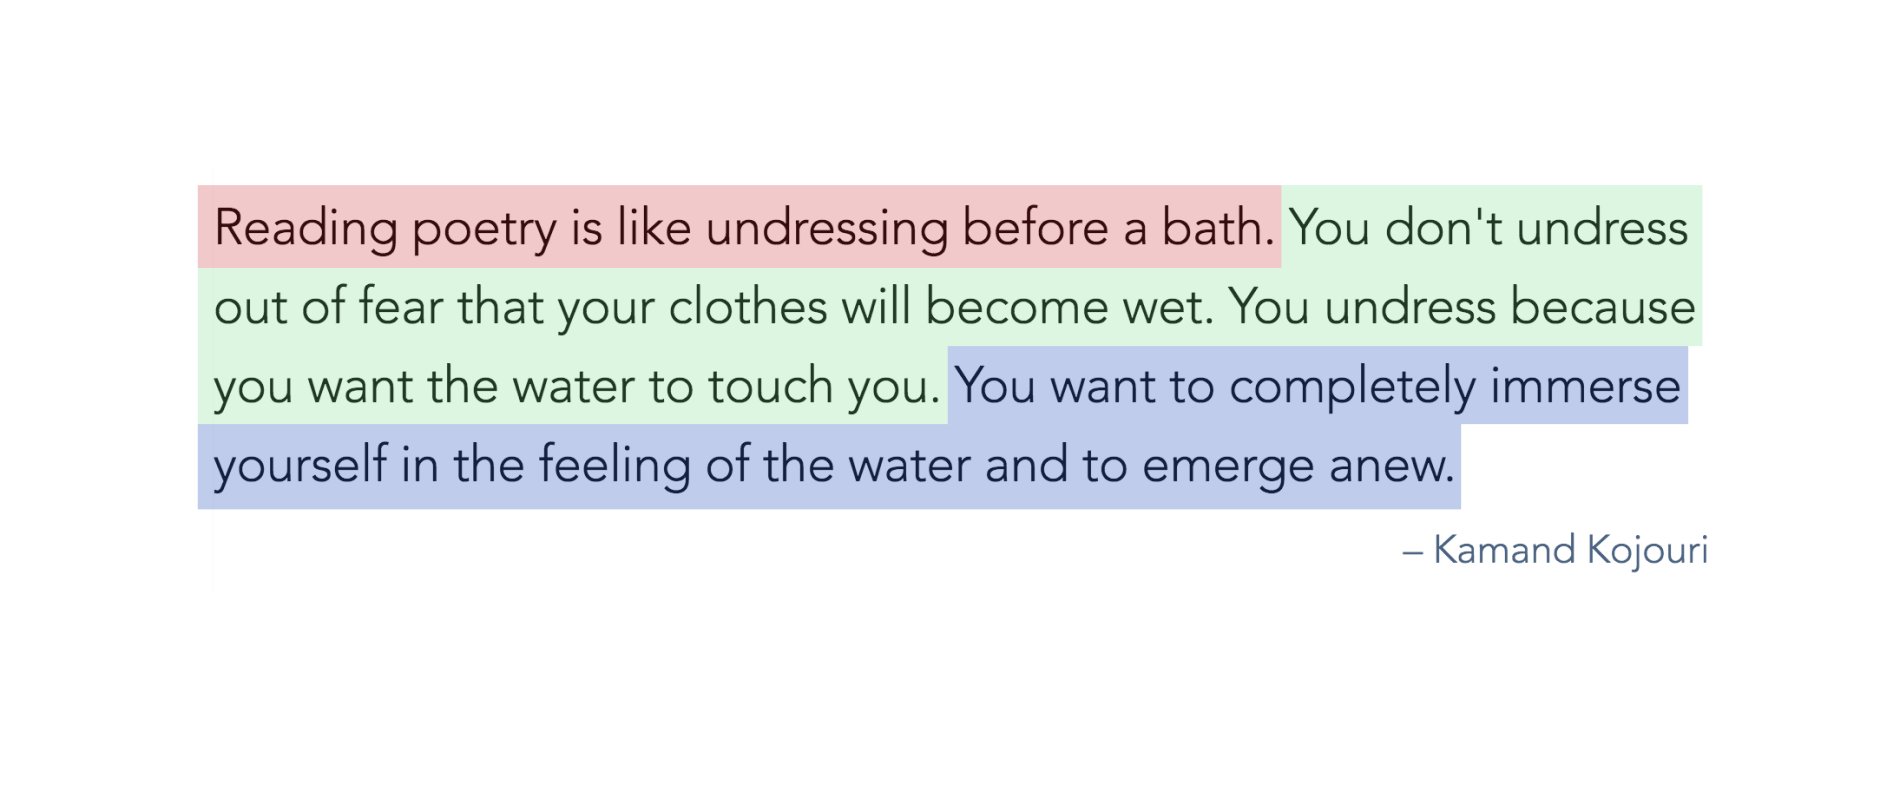 Reading poetry is like undressing before a bath. You don't undress
out of fear that your clothes will become wet. You undress because
you want the water to touch you. You want to completely immerse
yourself in the feeling of the water and to emerge anew.
– Kamand Kojouri